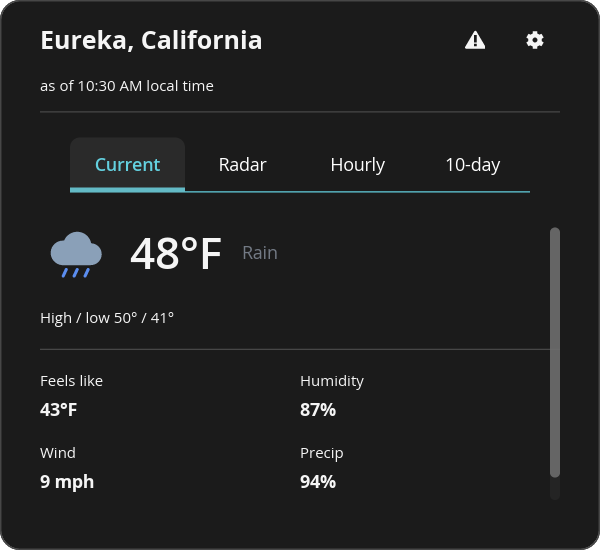 Eureka, California
as of 10:30 AM local time
Current Radar Hourly 10-day
48°F Rain
High / low 50° / 41°
Feels like Humidity
43°F 87%
Wind Precip
9 mph 94%